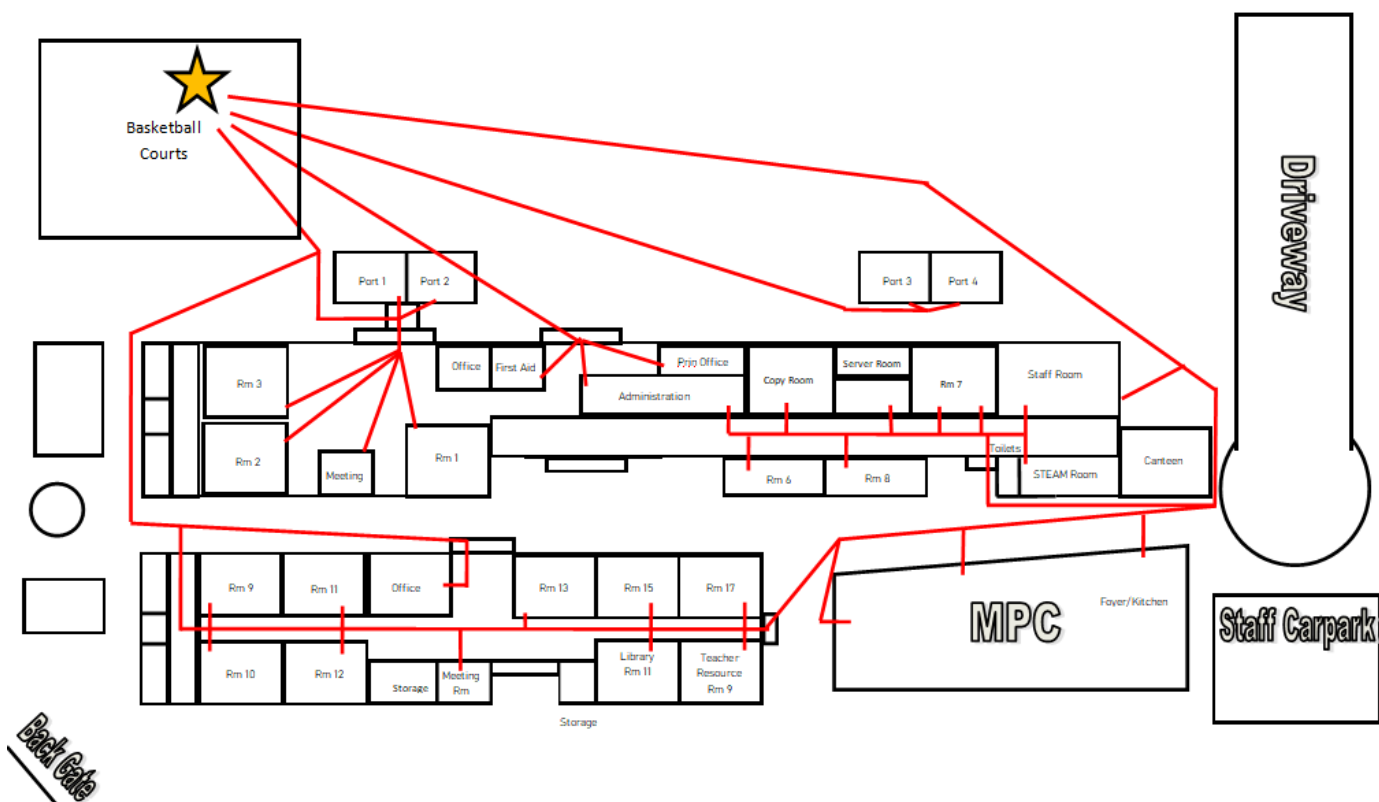 Basketball
Courts
Driveway
Port 1
Port 2
Port 3
Port 4
Rm 3
Office
First Aid
Prin Office
Administration
Copy Room
Server Room
Rm 7
Staff Room
Rm 2
Meeting
Rm 1
Rm 6
Rm 8
Toilets
STEAM Room
Canteen
Rm 9
Rm 11
Office
Rm 13
Rm 15
Rm 17
MPC
Foyer/Kitchen
Staff Carpark
Rm 10
Rm 12
Storage
Meeting
Rm
Library
Rm 11
Teacher
Resource
Rm 9
Storage
Back Gate